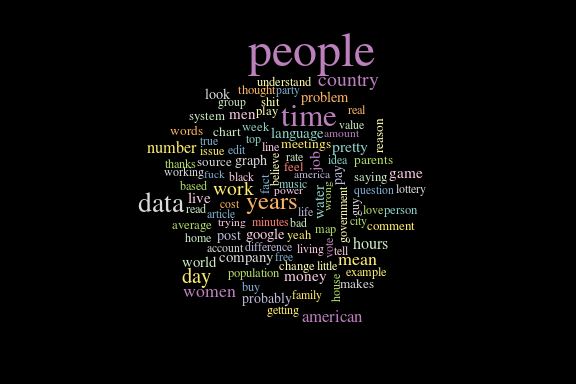 people
understand
country
look
thought
party
group
shit
problem
system
men
play
time
real
words
chart
week
language
value
amount
reason
true
top
number
issue
edit
line
meetings
pretty
thanks
source
graph
believe
rate
job
idea
parents
feel
working
fuck
black
america
pay
saying
game
based
work
fact
music
power
wrong
question
lottery
live
data
read
cost
years
life
water
government
guy
love
person
article
average
trying
minutes
bad
map
city
comment
home
post
google
yeah
vote
hours
account
difference
living
tell
world
company
free
mean
change
little
day
population
money
example
women
buy
house
makes
probably
family
getting
american